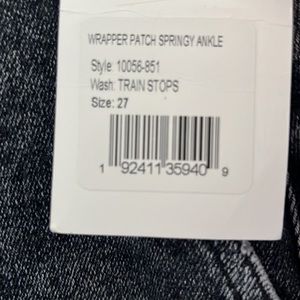 WRAPPER PATCH SPRINGY ANKLE
Style: 10056-851
Wash: TRAIN STOPS
Size: 27
1 92411 35940 9